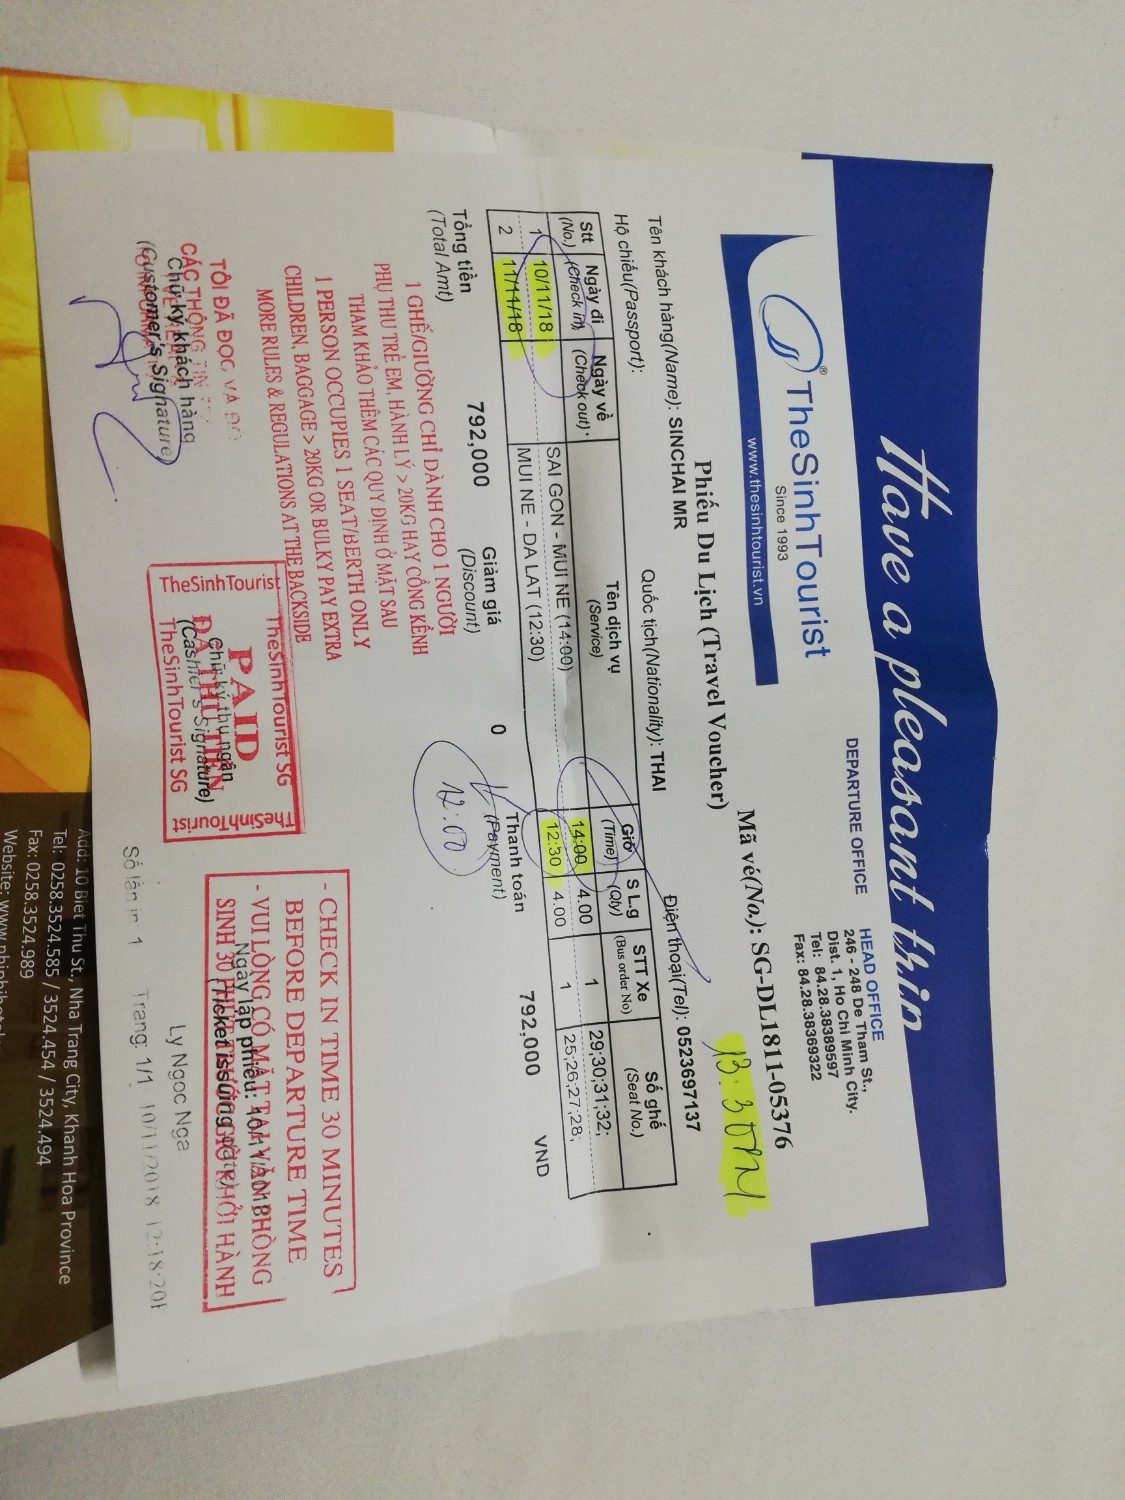 Have a pleasant
TheSinhTourist®
Since 1993
www.thesinhtourist.vn
DEPARTURE OFFICE
HEAD OFFICE
246 - 248 De Tham St.,
Dist. 1, Ho Chi Minh City.
Tel: 84.28.38389597
Fax: 84.28.38369322
Mã vé(No.): SG-DL1811-05376
Phiếu Du Lịch (Travel Voucher)
13:30
Tên khách hàng(Name): SINCHAI MR
Quốc tịch(Nationality): THAI
Điện thoại(Tel): 0523697137
Hộ chiếu(Passport):
Stt (No.) Ngày đi (Check in) Ngày về (Check out) Tên dịch vụ (Service) Giờ (Time) S L.g (Qty) STT Xe (Bus order No) Số ghế (Seat No.)
1 10/11/18 SAI GON - MUI NE (14:00) 14:00 4.00 1 29;30;31;32;
2 11/11/18 MUI NE - DA LAT (12:30) 12:30 4.00 1 25;26;27;28;
Tổng tiền (Total Amt) 792,000 Giảm giá (Discount) 0 Thanh toán (Payment) 792,000 VND
12:00
1 GHẾ/GIƯỜNG CHỈ DÀNH CHO 1 NGƯỜI
PHỤ THU TRẺ EM, HÀNH LÝ > 20KG HAY CỒNG KỀNH
THAM KHẢO THÊM CÁC QUY ĐỊNH Ở MẶT SAU
1 PERSON OCCUPIES 1 SEAT/BERTH ONLY
CHILDREN, BAGGAGE > 20KG OR BULKY PAY EXTRA
MORE RULES & REGULATIONS AT THE BACKSIDE
- CHECK IN TIME 30 MINUTES
BEFORE DEPARTURE TIME
- VUI LÒNG CÓ MẶT TẠI VĂN PHÒNG
SINH 30 PHÚT TRƯỚC GIỜ KHỞI HÀNH
Ngày lập phiếu: 10/11/2018
(Ticket issuing date)
TÔI ĐÃ ĐỌC VÀ
CÁC THÔNG TIN
Chữ ký khách hàng
(Customer's Signature)
TheSinhTourist SG
TheSinhTourist
PAID
ĐÃ THU TIỀN
TheSinhTourist SG
TheSinhTourist
Chữ ký thu ngân
(Cashier's Signature)
Ly Ngoc Nga
Số lần in 1 Trang: 1/1 10/11/2018 12:18:20
Add: 10 Biet Thu St., Nha Trang City, Khanh Hoa Province
Tel: 0258.3524.585 / 3524.454 / 3524.494
Fax: 0258.3524.989